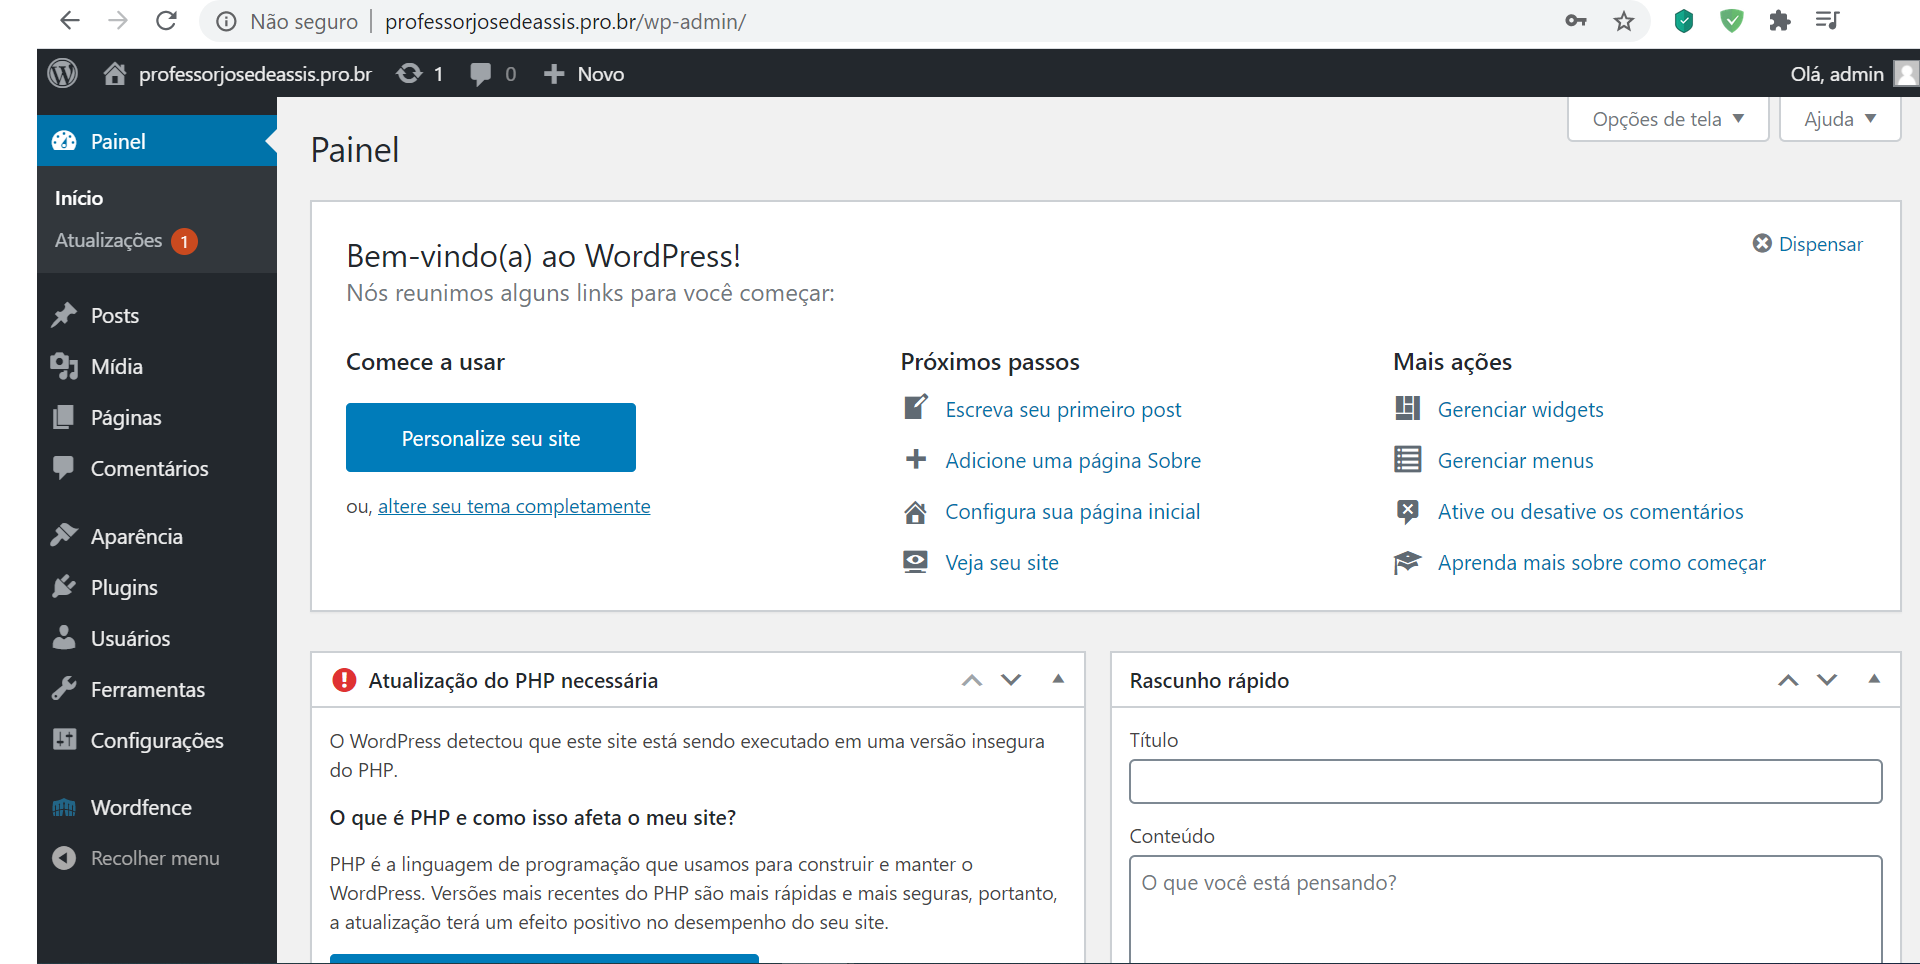 Não seguro
professorjosedeassis.pro.br/wp-admin/
professorjosedeassis.pro.br
1
0
Novo
Olá, admin
Painel
Início
Atualizações 1
Posts
Mídia
Páginas
Comentários
Aparência
Plugins
Usuários
Ferramentas
Configurações
Wordfence
Recolher menu
Opções de tela
Ajuda
Painel
Bem-vindo(a) ao WordPress!
Dispensar
Nós reunimos alguns links para você começar:
Comece a usar
Personalize seu site
ou, altere seu tema completamente
Próximos passos
Escreva seu primeiro post
Adicione uma página Sobre
Configura sua página inicial
Veja seu site
Mais ações
Gerenciar widgets
Gerenciar menus
Ative ou desative os comentários
Aprenda mais sobre como começar
Atualização do PHP necessária
O WordPress detectou que este site está sendo executado em uma versão insegura
do PHP.
O que é PHP e como isso afeta o meu site?
PHP é a linguagem de programação que usamos para construir e manter o
WordPress. Versões mais recentes do PHP são mais rápidas e mais seguras, portanto,
a atualização terá um efeito positivo no desempenho do seu site.
Rascunho rápido
Título
Conteúdo
O que você está pensando?